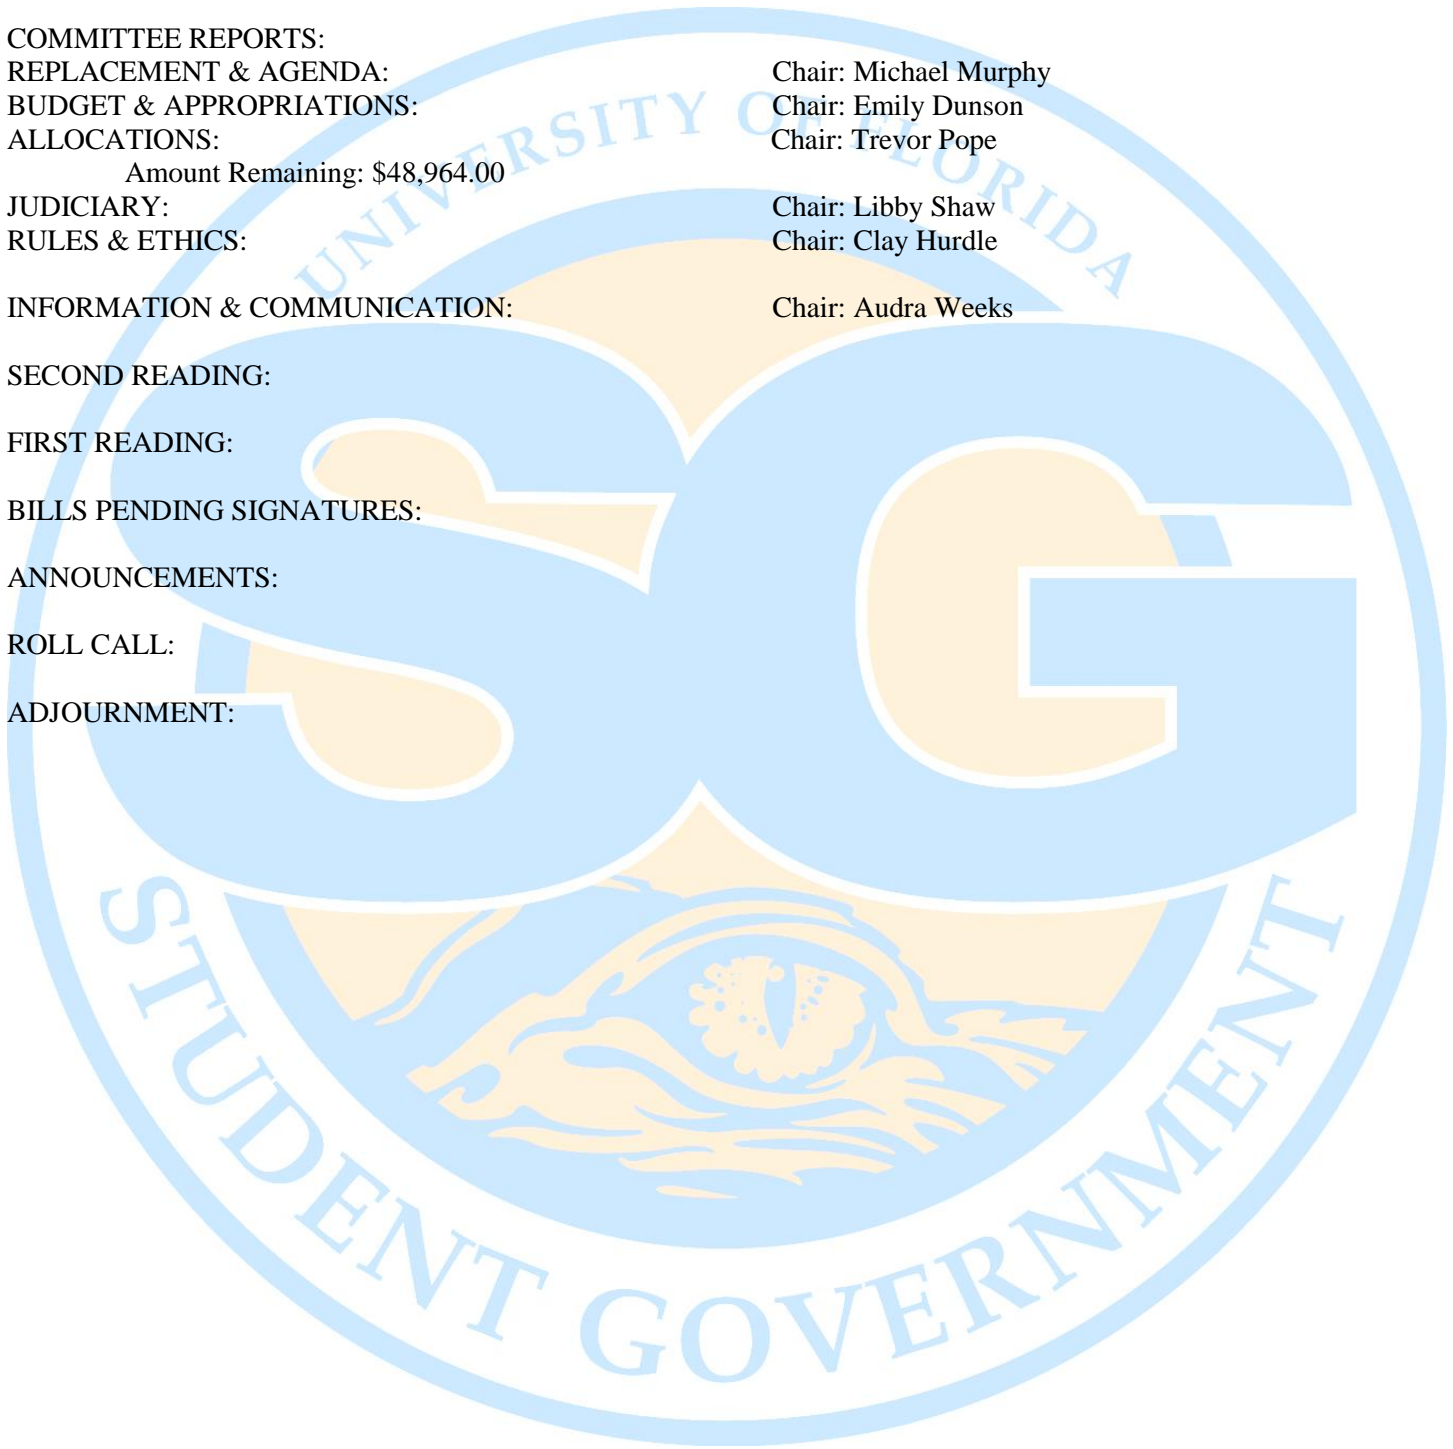 COMMITTEE REPORTS:
REPLACEMENT & AGENDA: Chair: Michael Murphy
BUDGET & APPROPRIATIONS: Chair: Emily Dunson
ALLOCATIONS: Chair: Trevor Pope
Amount Remaining: $48,964.00
JUDICIARY: Chair: Libby Shaw
RULES & ETHICS: Chair: Clay Hurdle
INFORMATION & COMMUNICATION: Chair: Audra Weeks
SECOND READING:
FIRST READING:
BILLS PENDING SIGNATURES:
ANNOUNCEMENTS:
ROLL CALL:
ADJOURNMENT:
UNIVERSITY OF FLORIDA
SG
STUDENT GOVERNMENT